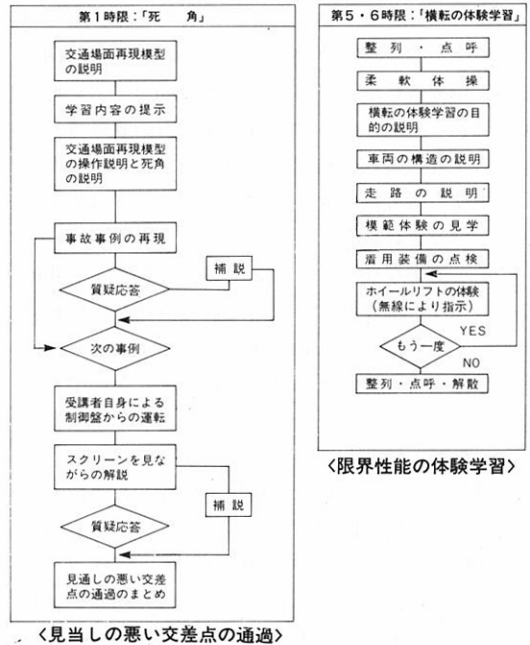 第1時限：「死　角」
交通場面再現模型
の説明
学習内容の提示
交通場面再現模型
の操作説明と死角
の説明
事故事例の再現
補説
質疑応答
次の事例
受講者自身による
制御盤からの運転
スクリーンを見な
がらの解説
補説
質疑応答
見通しの悪い交差
点の通過のまとめ
〈見当しの悪い交差点の通過〉
第5・6時限：「横転の体験学習」
整列・点呼
柔軟体操
横転の体験学習の目
的の説明
車両の構造の説明
走路の説明
模範体験の見学
着用装備の点検
ホイールリフトの体験
（無線により指示）
YES
もう一度
NO
整列・点呼・解散
〈限界性能の体験学習〉